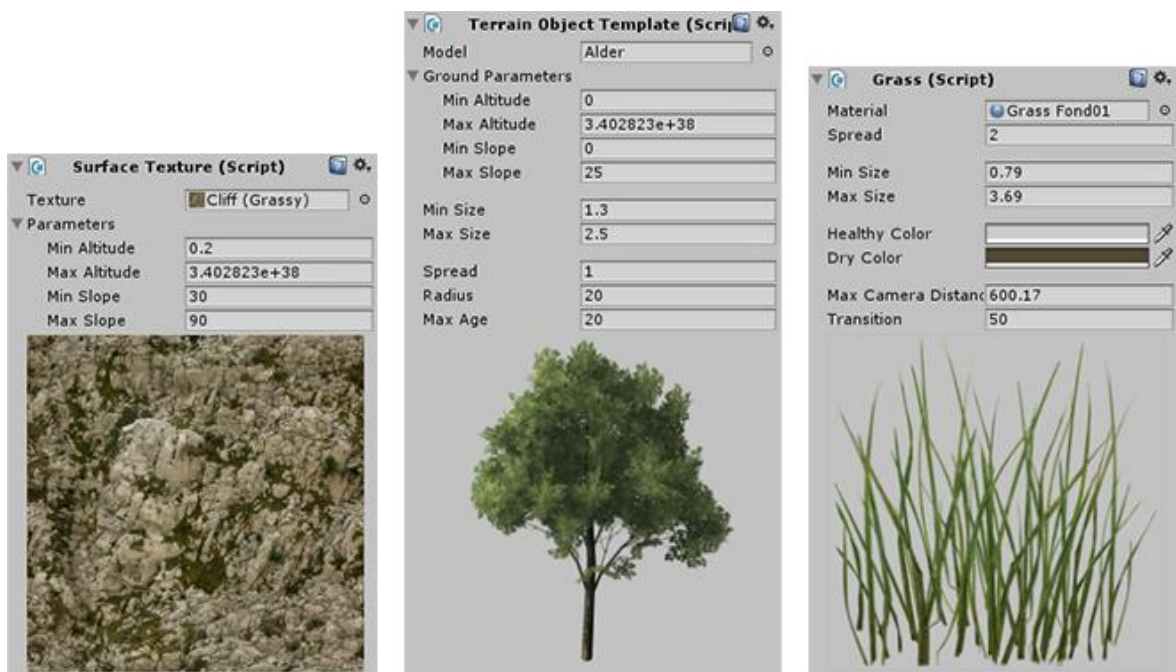 Surface Texture (Script)
Texture Cliff (Grassy)
Parameters
Min Altitude 0.2
Max Altitude 3.402823e+38
Min Slope 30
Max Slope 90
Terrain Object Template (Scrip
Model Alder
Ground Parameters
Min Altitude 0
Max Altitude 3.402823e+38
Min Slope 0
Max Slope 25
Min Size 1.3
Max Size 2.5
Spread 1
Radius 20
Max Age 20
Grass (Script)
Material Grass Fond01
Spread 2
Min Size 0.79
Max Size 3.69
Healthy Color
Dry Color
Max Camera Distanc 600.17
Transition 50